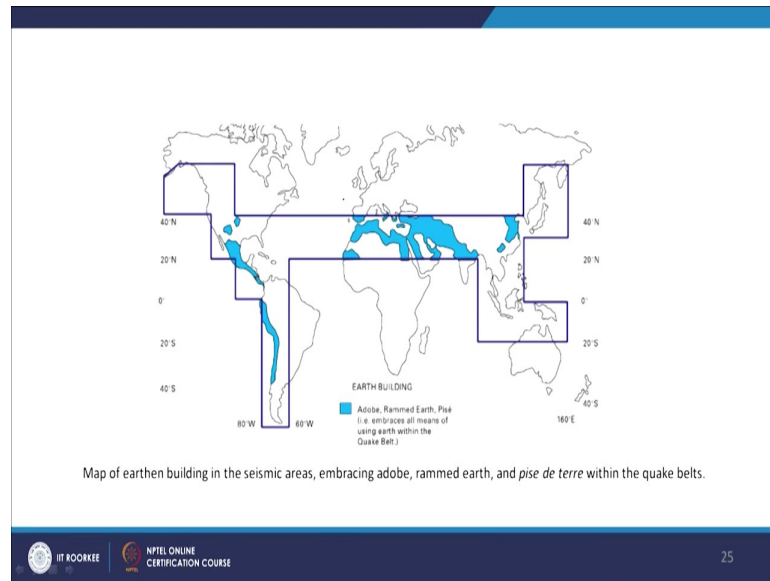 40°N
40°N
20°N
20°N
0°
0°
20°S
20°S
40°S
40°S
80°W
60°W
160°E
EARTH BUILDING
Adobe, Rammed Earth, Pisé
(i.e. embraces all means of
using earth within the
Quake Belt.)
Map of earthen building in the seismic areas, embracing adobe, rammed earth, and pise de terre within the quake belts.
IIT ROORKEE
NPTEL ONLINE
CERTIFICATION COURSE
NPTEL
25